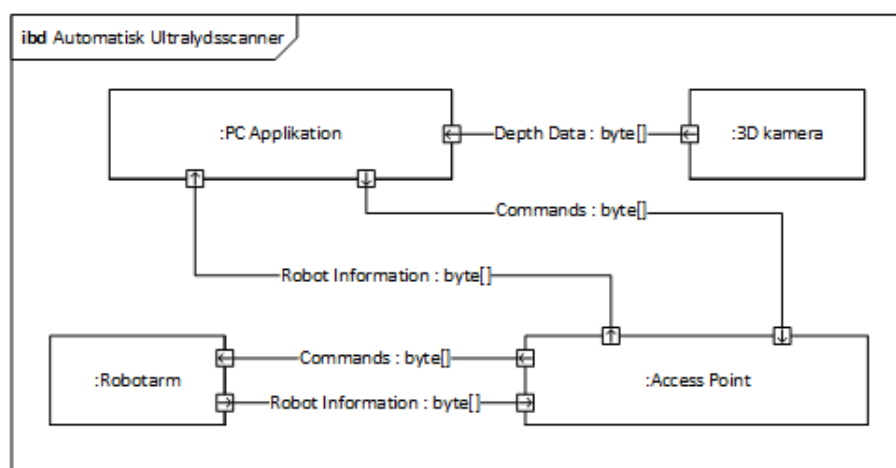 ibd Automatisk Ultralydsscanner
:PC Applikation
Depth Data : byte[]
:3D kamera
Commands : byte[]
Robot Information : byte[]
:Robotarm
Commands : byte[]
Robot Information : byte[]
:Access Point